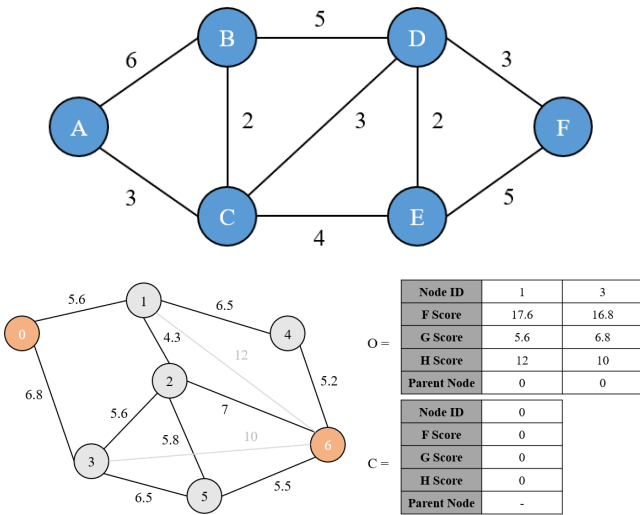 5
B
D
6
3
A
2
3
2
F
3
5
C
E
4
5.6
1
6.5
0
4.3
12
4
2
5.2
6.8
5.6
5.8
7
10
6
3
6.5
5
5.5
O =
Node ID 1 3
F Score 17.6 16.8
G Score 5.6 6.8
H Score 12 10
Parent Node 0 0
C =
Node ID 0
F Score 0
G Score 0
H Score 0
Parent Node -